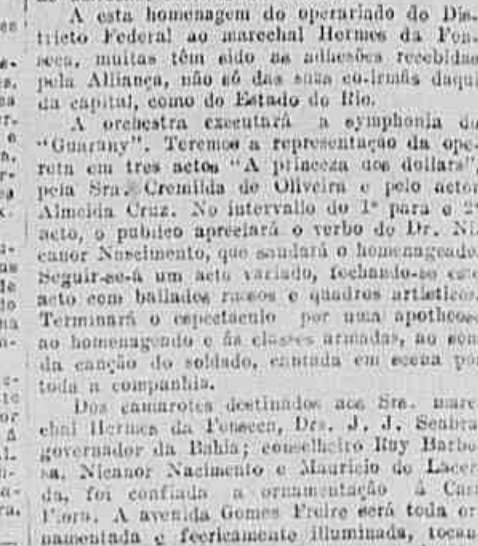 A esta homenagem do operariado do Dis-
tricto Federal ao marechal Hermes da Fon-
seca, muitas têm sido as adhesões recebidas
pela Alliança, não só das suas co-irmãs daqui
da capital, como do Estado do Rio.
A orchestra executará a symphonia do
"Guarany". Teremos a representação da ope-
reta em tres actos "A princeza dos dollars",
pela Sra. Cremilda de Oliveira e pelo actor
Almeida Cruz. No intervallo do 1º para o 2º
acto, o publico apreciará o verbo do Dr. Ni-
canor Nascimento, que saudará o homenageado.
Seguir-se-á um acto variado, fechando-se este
acto com bailados russos e quadros artisticos.
Terminará o espectaculo por uma apotheose
ao homenageado e ás classes armadas, ao som
da canção do soldado, cantada em scena por
toda a companhia.
Dos camarotes destinados aos Srs. mare-
chal Hermes da Fonseca, Drs. J. J. Seabra
governador da Bahia; conselheiro Ruy Barbo-
sa, Nicanor Nacimento e Mauricio de Lacer-
da, foi confiada a ornamentação á Casa
Flora. A avenida Gomes Freire será toda or-
namentada e feericamente illuminada, tocan-